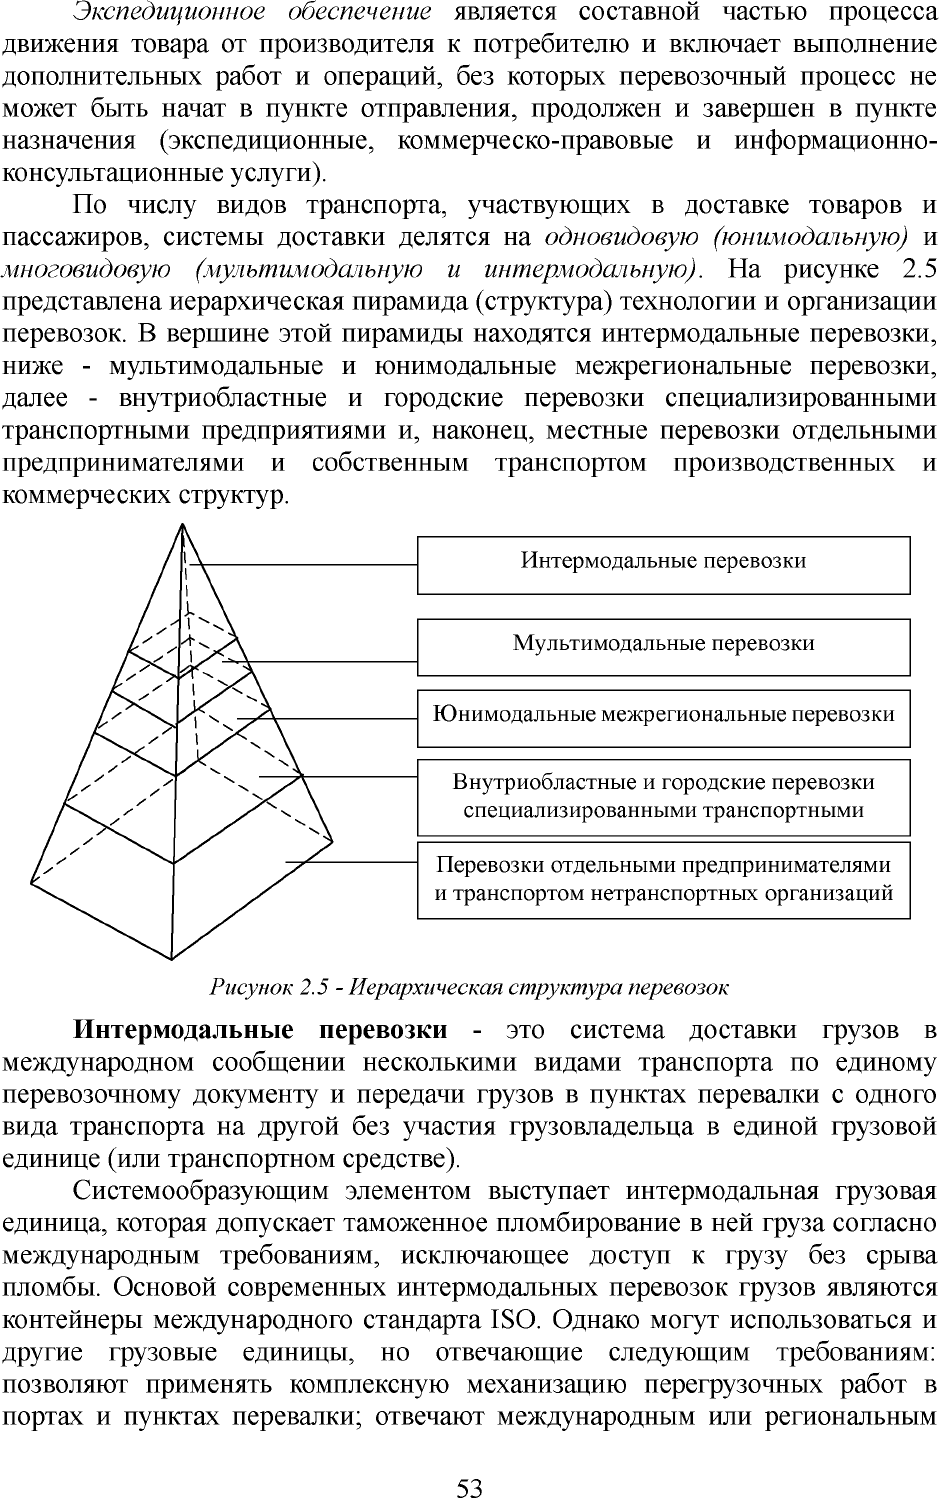 Экспедиционное обеспечение является составной частью процесса
движения товара от производителя к потребителю и включает выполнение
дополнительных работ и операций, без которых перевозочный процесс не
может быть начат в пункте отправления, продолжен и завершен в пункте
назначения (экспедиционные, коммерческо-правовые и информационно-
консультационные услуги).
По числу видов транспорта, участвующих в доставке товаров и
пассажиров, системы доставки делятся на одновидовую (юнимодальную) и
многовидовую (мультимодальную и интермодальную). На рисунке 2.5
представлена иерархическая пирамида (структура) технологии и организации
перевозок. В вершине этой пирамиды находятся интермодальные перевозки,
ниже - мультимодальные и юнимодальные межрегиональные перевозки,
далее - внутриобластные и городские перевозки специализированными
транспортными предприятиями и, наконец, местные перевозки отдельными
предпринимателями и собственным транспортом производственных и
коммерческих структур.
Интермодальные перевозки
Мультимодальные перевозки
Юнимодальные межрегиональные перевозки
Внутриобластные и городские перевозки
специализированными транспортными
Перевозки отдельными предпринимателями
и транспортом нетранспортных организаций
Рисунок 2.5 - Иерархическая структура перевозок
Интермодальные перевозки - это система доставки грузов в
международном сообщении несколькими видами транспорта по единому
перевозочному документу и передачи грузов в пунктах перевалки с одного
вида транспорта на другой без участия грузовладельца в единой грузовой
единице (или транспортном средстве).
Системообразующим элементом выступает интермодальная грузовая
единица, которая допускает таможенное пломбирование в ней груза согласно
международным требованиям, исключающее доступ к грузу без срыва
пломбы. Основой современных интермодальных перевозок грузов являются
контейнеры международного стандарта ISO. Однако могут использоваться и
другие грузовые единицы, но отвечающие следующим требованиям:
позволяют применять комплексную механизацию перегрузочных работ в
портах и пунктах перевалки; отвечают международным или региональным
53